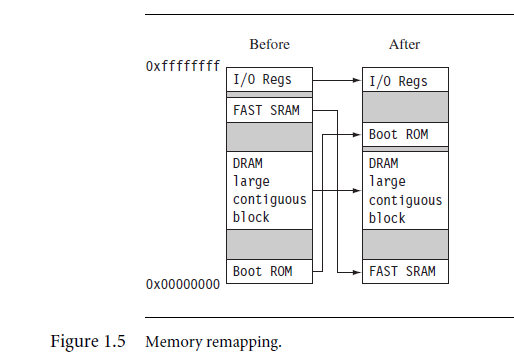 Before
After
0xffffffff
I/O Regs
I/O Regs
FAST SRAM
Boot ROM
DRAM
large
contiguous
block
DRAM
large
contiguous
block
Boot ROM
FAST SRAM
0x00000000
Figure 1.5 Memory remapping.